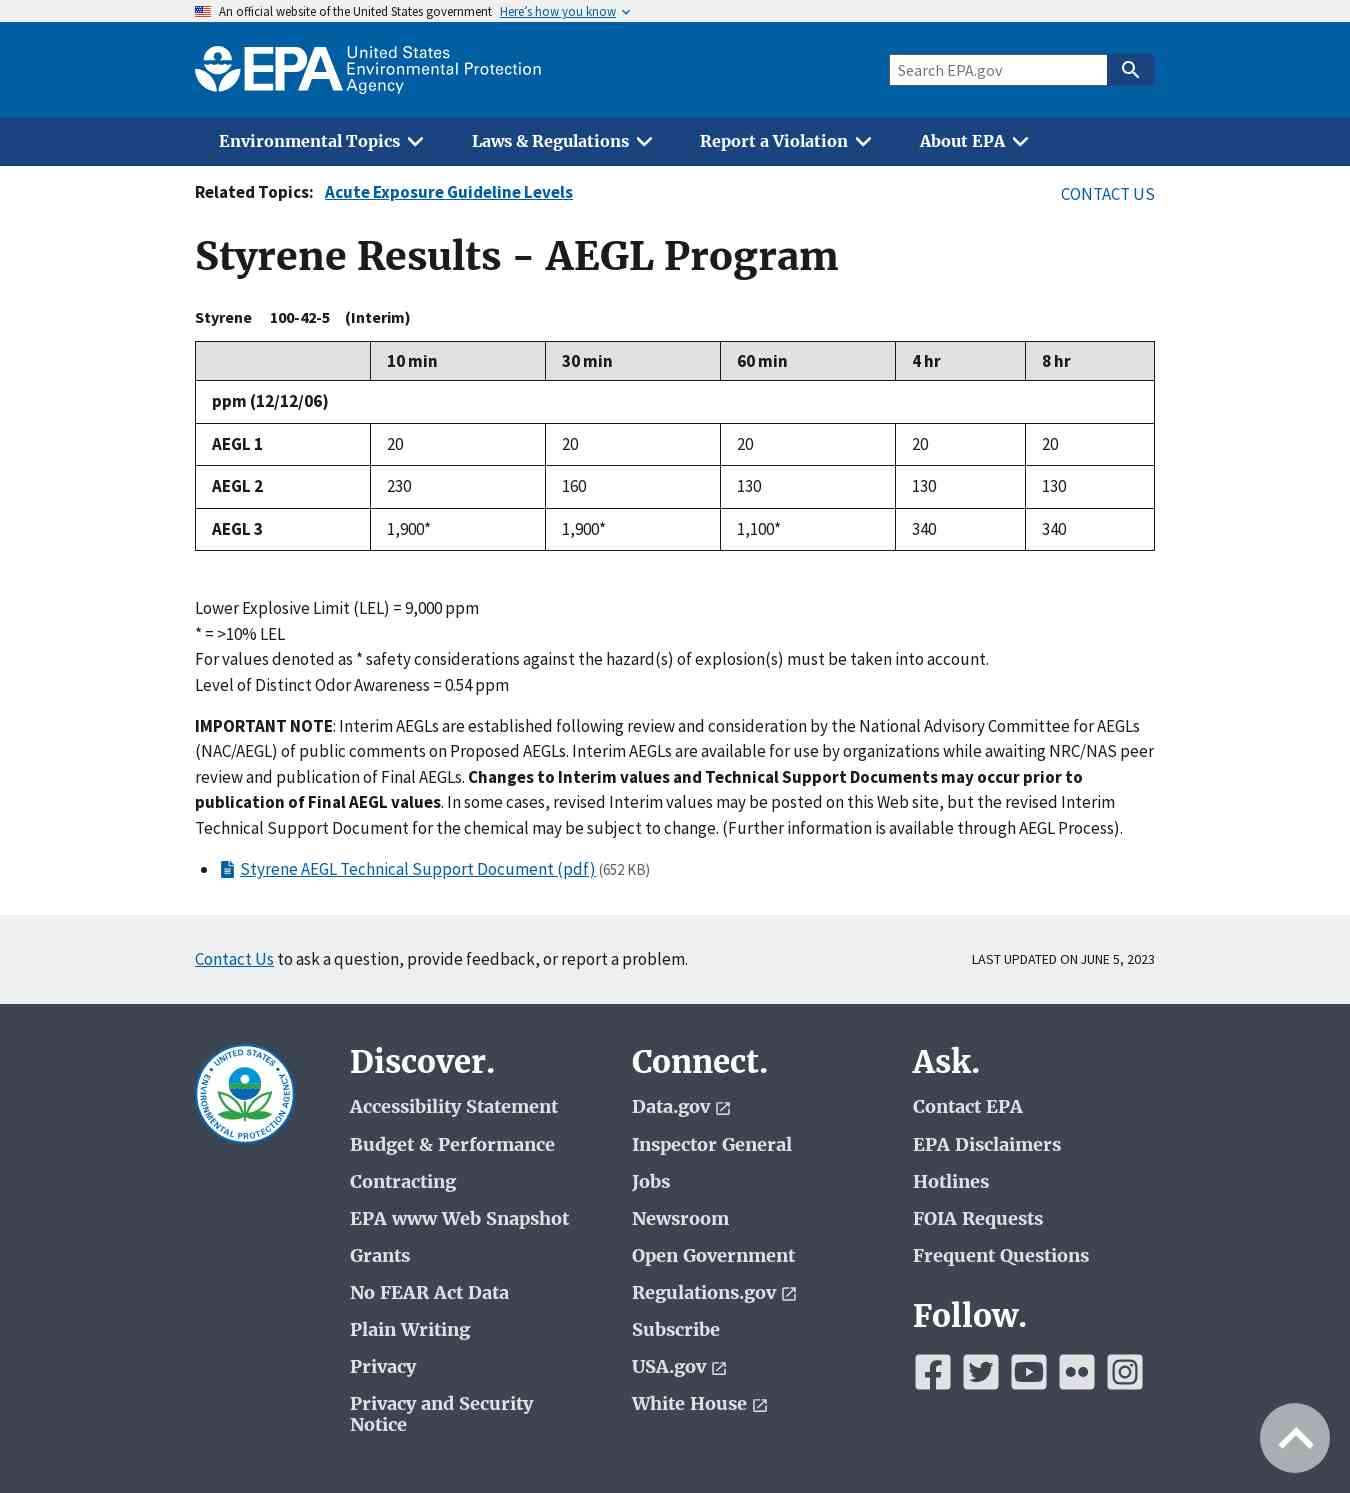 An official website of the United States government Here's how you know
EPA United States
Environmental Protection
Agency
Search EPA.gov
Environmental Topics Laws & Regulations Report a Violation About EPA
Related Topics: Acute Exposure Guideline Levels CONTACT US
Styrene Results - AEGL Program
Styrene 100-42-5 (Interim)
10 min 30 min 60 min 4 hr 8 hr
ppm (12/12/06)
AEGL 1 20 20 20 20 20
AEGL 2 230 160 130 130 130
AEGL 3 1,900* 1,900* 1,100* 340 340
Lower Explosive Limit (LEL) = 9,000 ppm
* = >10% LEL
For values denoted as * safety considerations against the hazard(s) of explosion(s) must be taken into account.
Level of Distinct Odor Awareness = 0.54 ppm
IMPORTANT NOTE: Interim AEGLs are established following review and consideration by the National Advisory Committee for AEGLs
(NAC/AEGL) of public comments on Proposed AEGLs. Interim AEGLs are available for use by organizations while awaiting NRC/NAS peer
review and publication of Final AEGLs. Changes to Interim values and Technical Support Documents may occur prior to
publication of Final AEGL values. In some cases, revised Interim values may be posted on this Web site, but the revised Interim
Technical Support Document for the chemical may be subject to change. (Further information is available through AEGL Process).
Styrene AEGL Technical Support Document (pdf) (652 KB)
Contact Us to ask a question, provide feedback, or report a problem. LAST UPDATED ON JUNE 5, 2023
UNITED STATES ENVIRONMENTAL PROTECTION AGENCY
Discover.
Accessibility Statement
Budget & Performance
Contracting
EPA www Web Snapshot
Grants
No FEAR Act Data
Plain Writing
Privacy
Privacy and Security
Notice
Connect.
Data.gov
Inspector General
Jobs
Newsroom
Open Government
Regulations.gov
Subscribe
USA.gov
White House
Ask.
Contact EPA
EPA Disclaimers
Hotlines
FOIA Requests
Frequent Questions
Follow.